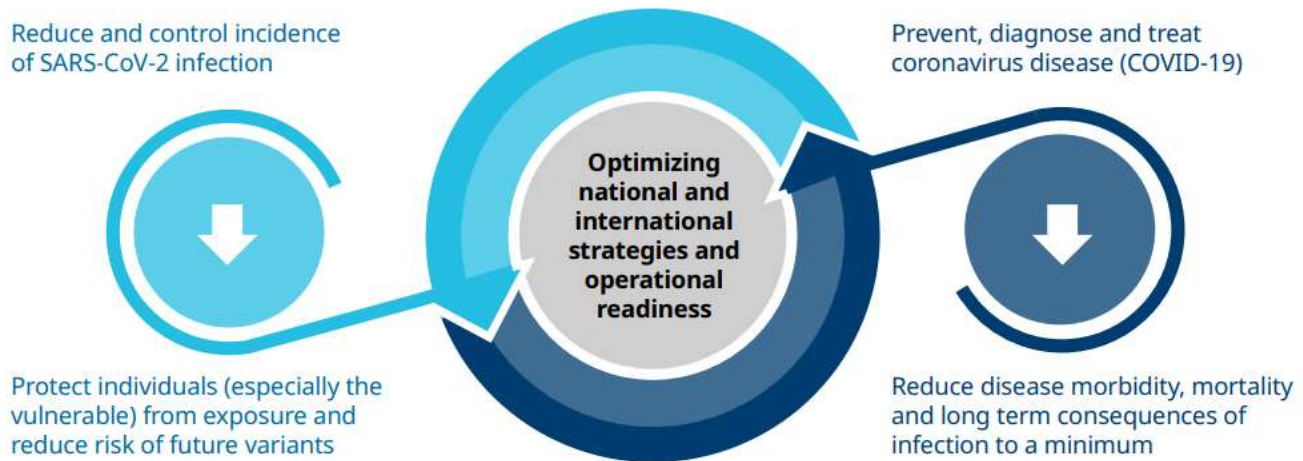 Reduce and control incidence
of SARS-CoV-2 infection
Protect individuals (especially the
vulnerable) from exposure and
reduce risk of future variants
Optimizing
national and
international
strategies and
operational
readiness
Prevent, diagnose and treat
coronavirus disease (COVID-19)
Reduce disease morbidity, mortality
and long term consequences of
infection to a minimum